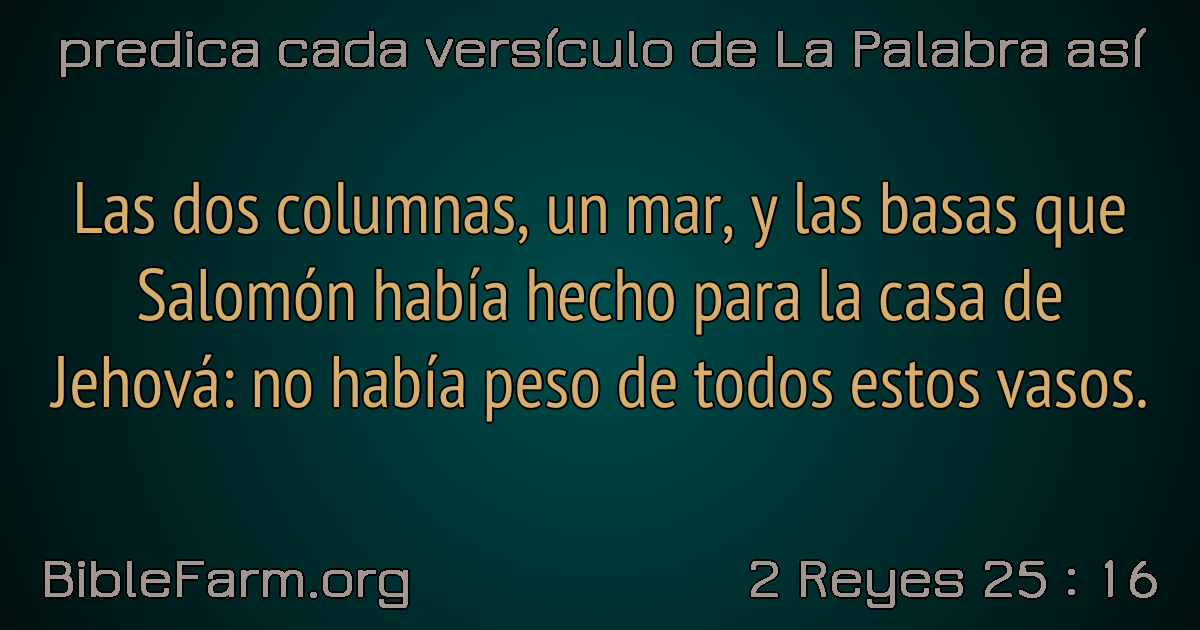 predica cada versículo de La Palabra así
Las dos columnas, un mar, y las basas que
Salomón había hecho para la casa de
Jehová: no había peso de todos estos vasos.
BibleFarm.org
2 Reyes 25 : 16